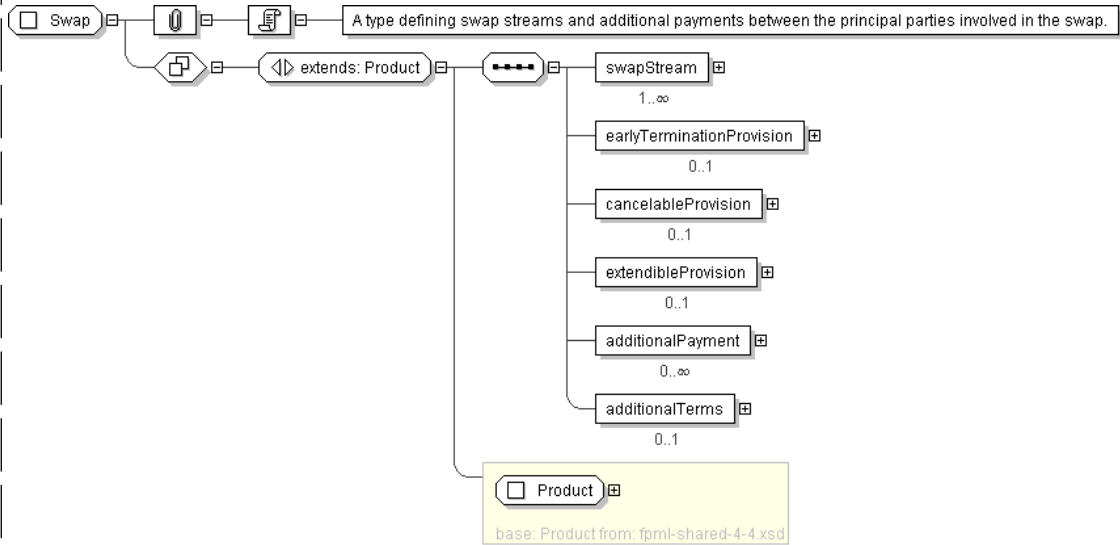 Swap
A type defining swap streams and additional payments between the principal parties involved in the swap.
extends: Product
swapStream
1..∞
earlyTerminationProvision
0..1
cancelableProvision
0..1
extendibleProvision
0..1
additionalPayment
0..∞
additionalTerms
0..1
Product
base: Product from: fpml-shared-4-4.xsd